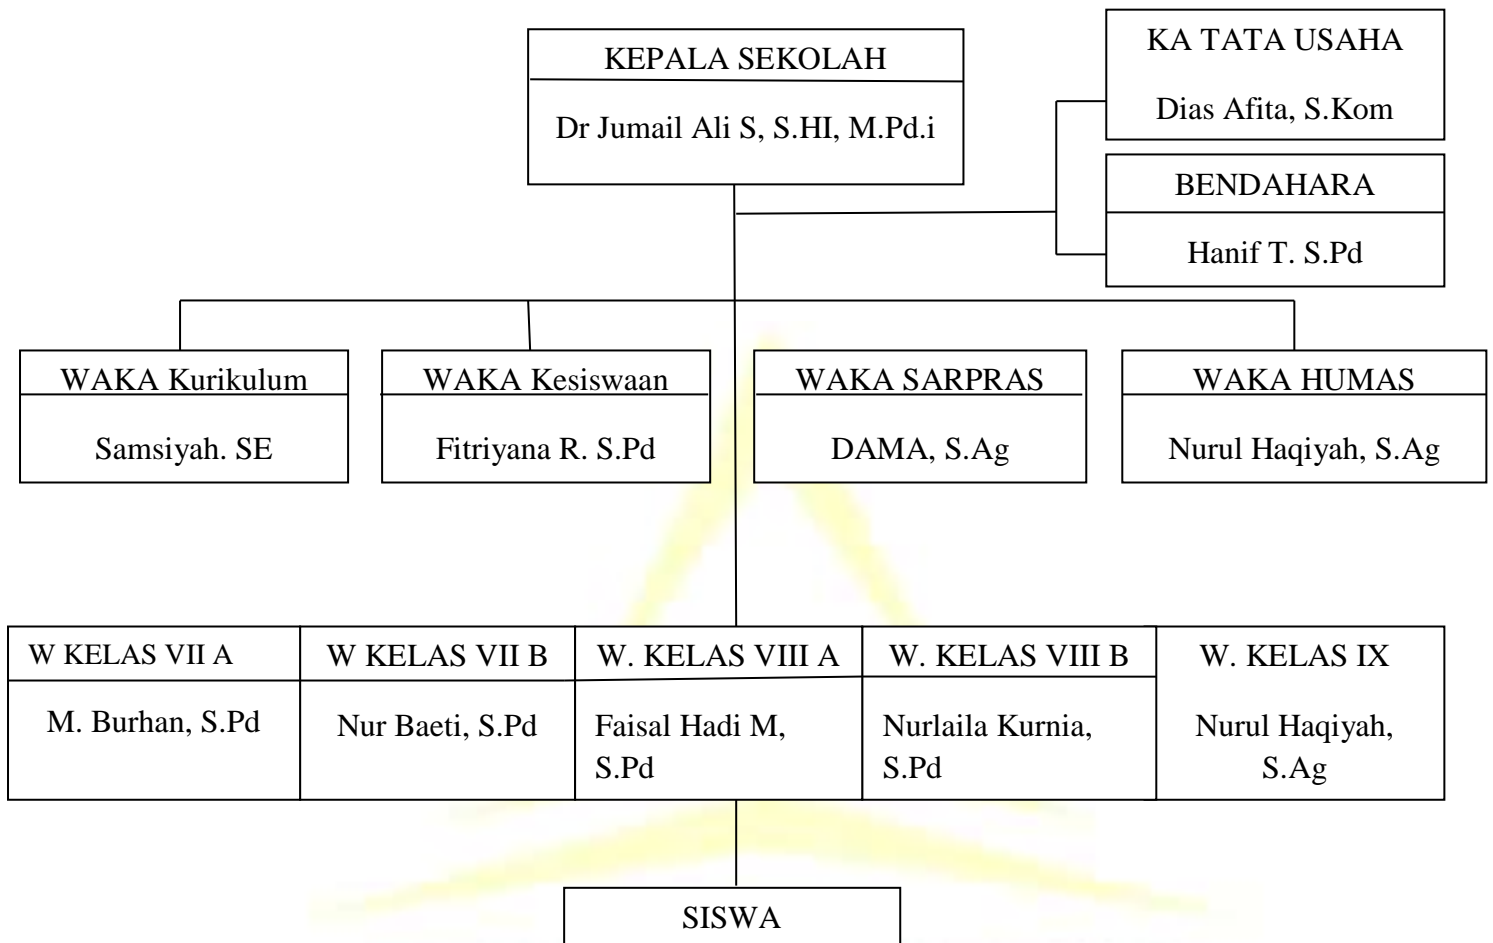 KEPALA SEKOLAH
Dr Jumail Ali S, S.HI, M.Pd.i
KA TATA USAHA
Dias Afita, S.Kom
BENDAHARA
Hanif T. S.Pd
WAKA Kurikulum
Samsiyah. SE
WAKA Kesiswaan
Fitriyana R. S.Pd
WAKA SARPRAS
DAMA, S.Ag
WAKA HUMAS
Nurul Haqiyah, S.Ag
W KELAS VII A
M. Burhan, S.Pd
W KELAS VII B
Nur Baeti, S.Pd
W. KELAS VIII A
Faisal Hadi M,
S.Pd
W. KELAS VIII B
Nurlaila Kurnia,
S.Pd
W. KELAS IX
Nurul Haqiyah,
S.Ag
SISWA